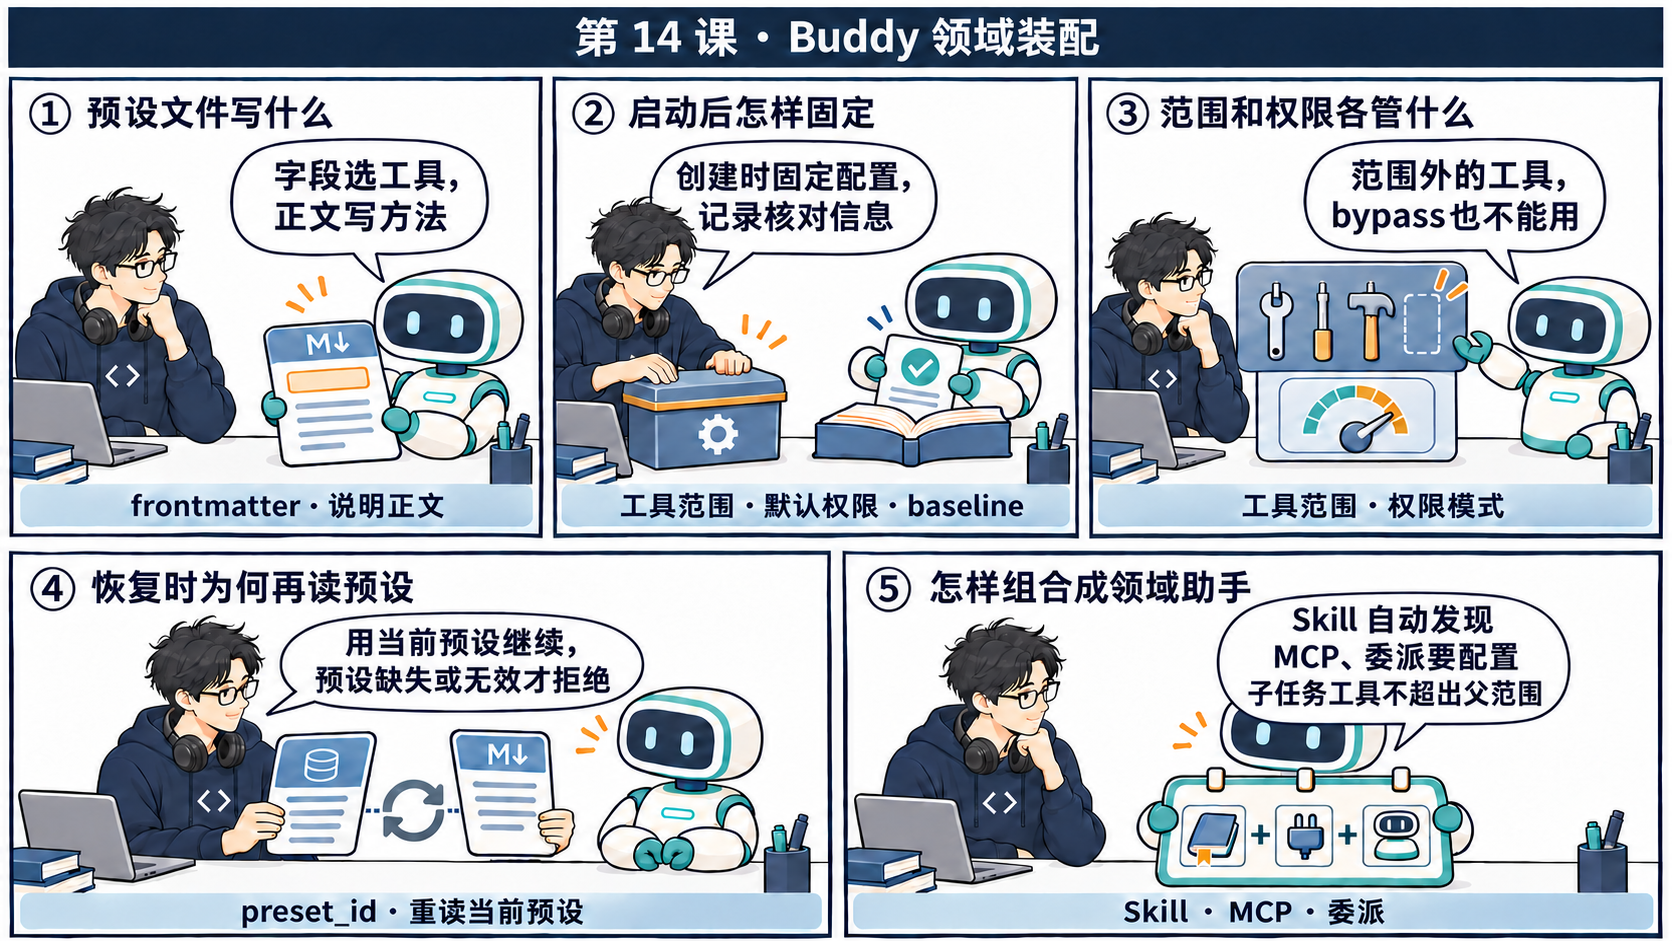 第 14 课 · Buddy 领域装配
① 预设文件写什么
字段选工具，
正文写方法
M↓
<>
frontmatter · 说明正文
② 启动后怎样固定
创建时固定配置，
记录核对信息
工具范围 · 默认权限 · baseline
③ 范围和权限各管什么
范围外的工具，
bypass也不能用
<>
工具范围 · 权限模式
④ 恢复时为何再读预设
用当前预设继续，
预设缺失或无效才拒绝
M↓
<>
preset_id · 重读当前预设
⑤ 怎样组合成领域助手
Skill 自动发现
MCP、委派要配置
子任务工具不超出父范围
<>
+ +
Skill · MCP · 委派